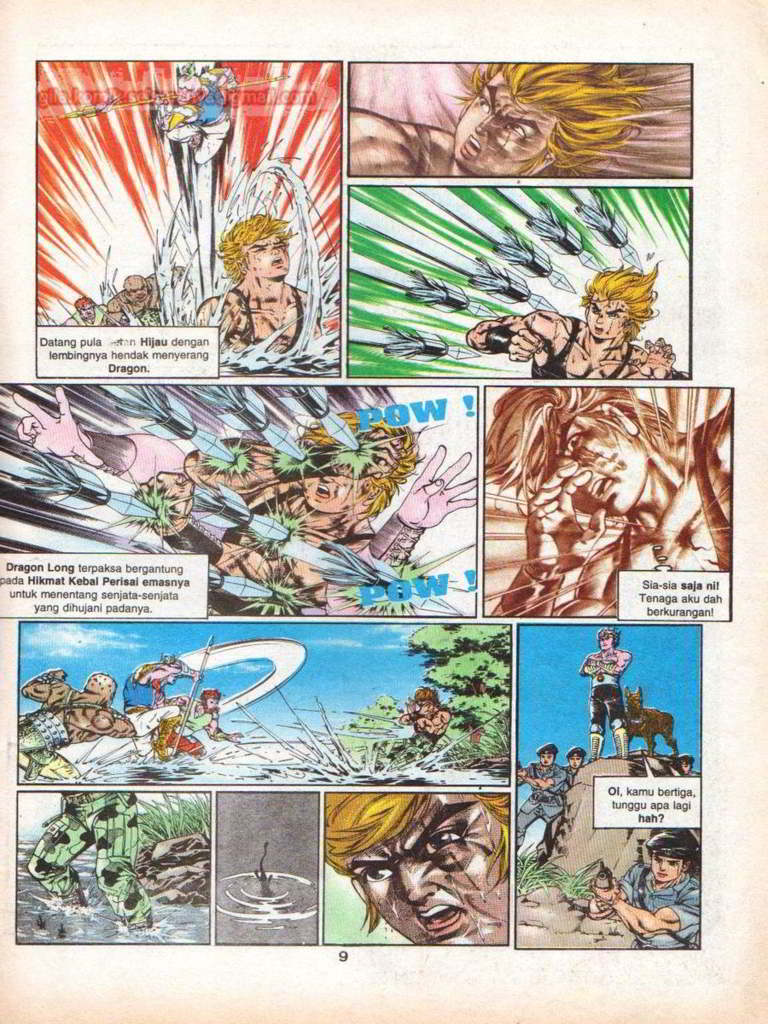 Datang pula Hijau dengan
lembingnya hendak menyerang
Dragon.
POW !
Dragon Long terpaksa bergantung
pada Hikmat Kebal Perisai emasnya
untuk menentang senjata-senjata
yang dihujani padanya.
POW !
Sia-sia saja ni!
Tenaga aku dah
berkurangan!
OI, kamu bertiga,
tunggu apa lagi
hah?
9